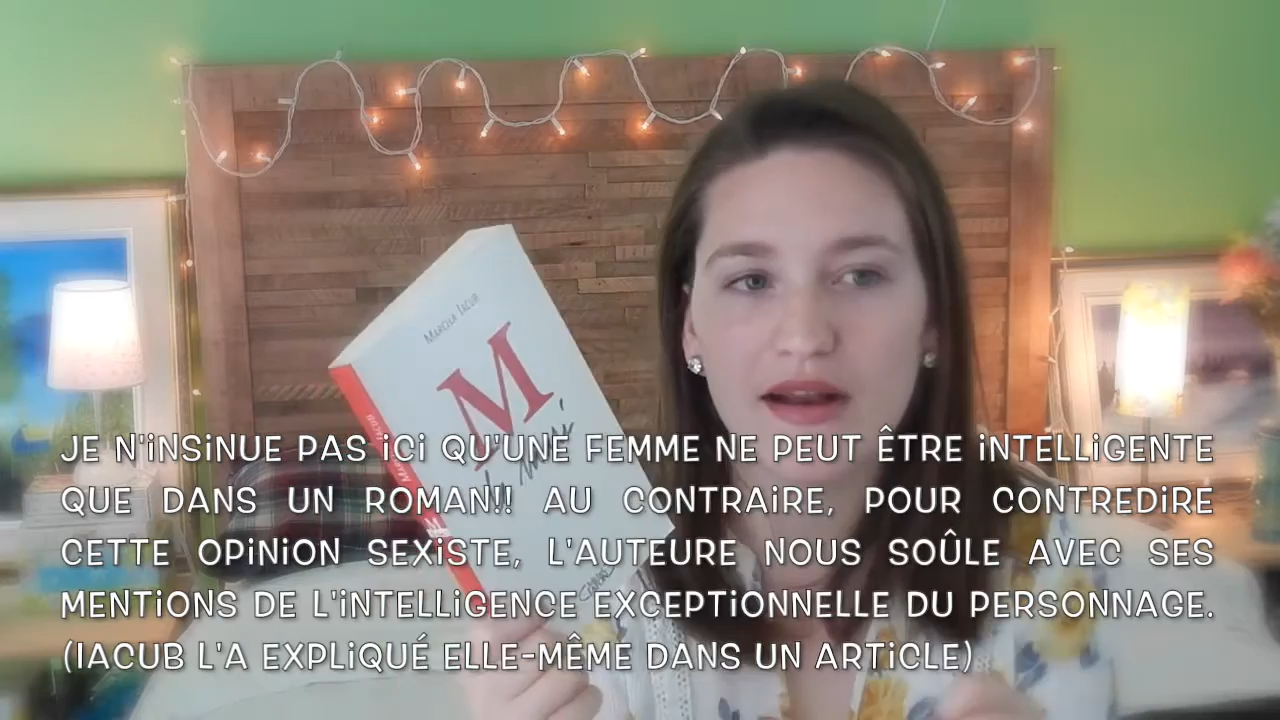 MARCELA IACUB
M
JE N'INSINUE PAS ICI QU'UNE FEMME NE PEUT ÊTRE INTELLIGENTE
QUE DANS UN ROMAN!! AU CONTRAIRE, POUR CONTREDIRE
CETTE OPINION SEXISTE, L'AUTEURE NOUS SOÛLE AVEC SES
MENTIONS DE L'INTELLIGENCE EXCEPTIONNELLE DU PERSONNAGE.
(IACUB L'A EXPLIQUÉ ELLE-MÊME DANS UN ARTICLE)